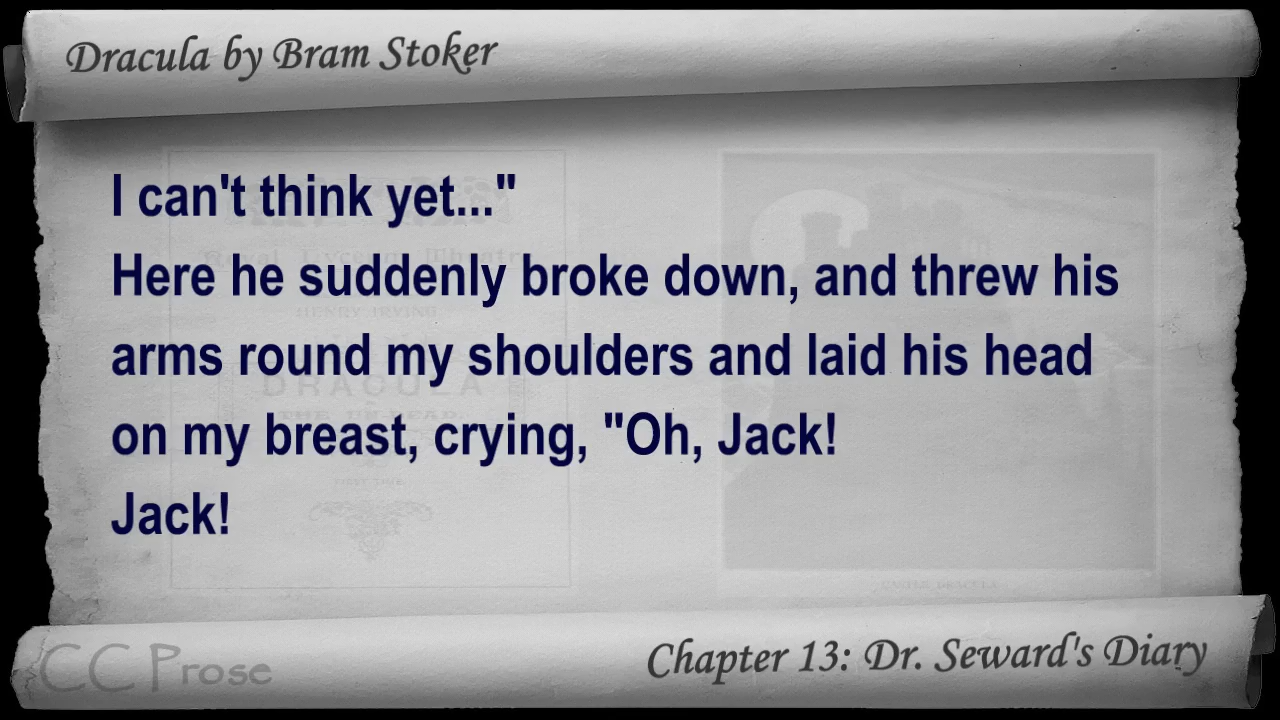 Dracula by Bram Stoker
I can't think yet..."
Here he suddenly broke down, and threw his
arms round my shoulders and laid his head
on my breast, crying, "Oh, Jack!
Jack!
DRACULA
CC Prose
Chapter 13: Dr. Seward's Diary